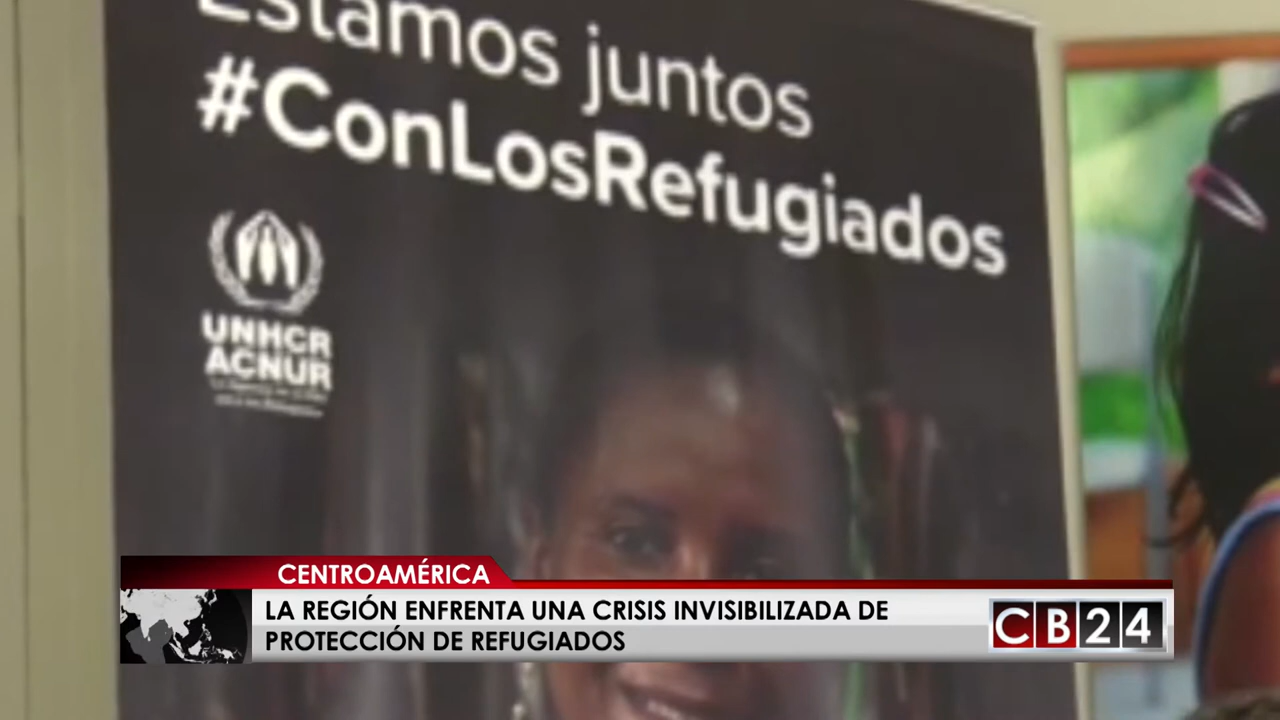 Estamos juntos
#ConLosRefugiados
UNHCR
ACNUR
CENTROAMÉRICA
LA REGIÓN ENFRENTA UNA CRISIS INVISIBILIZADA DE
PROTECCIÓN DE REFUGIADOS
CB24